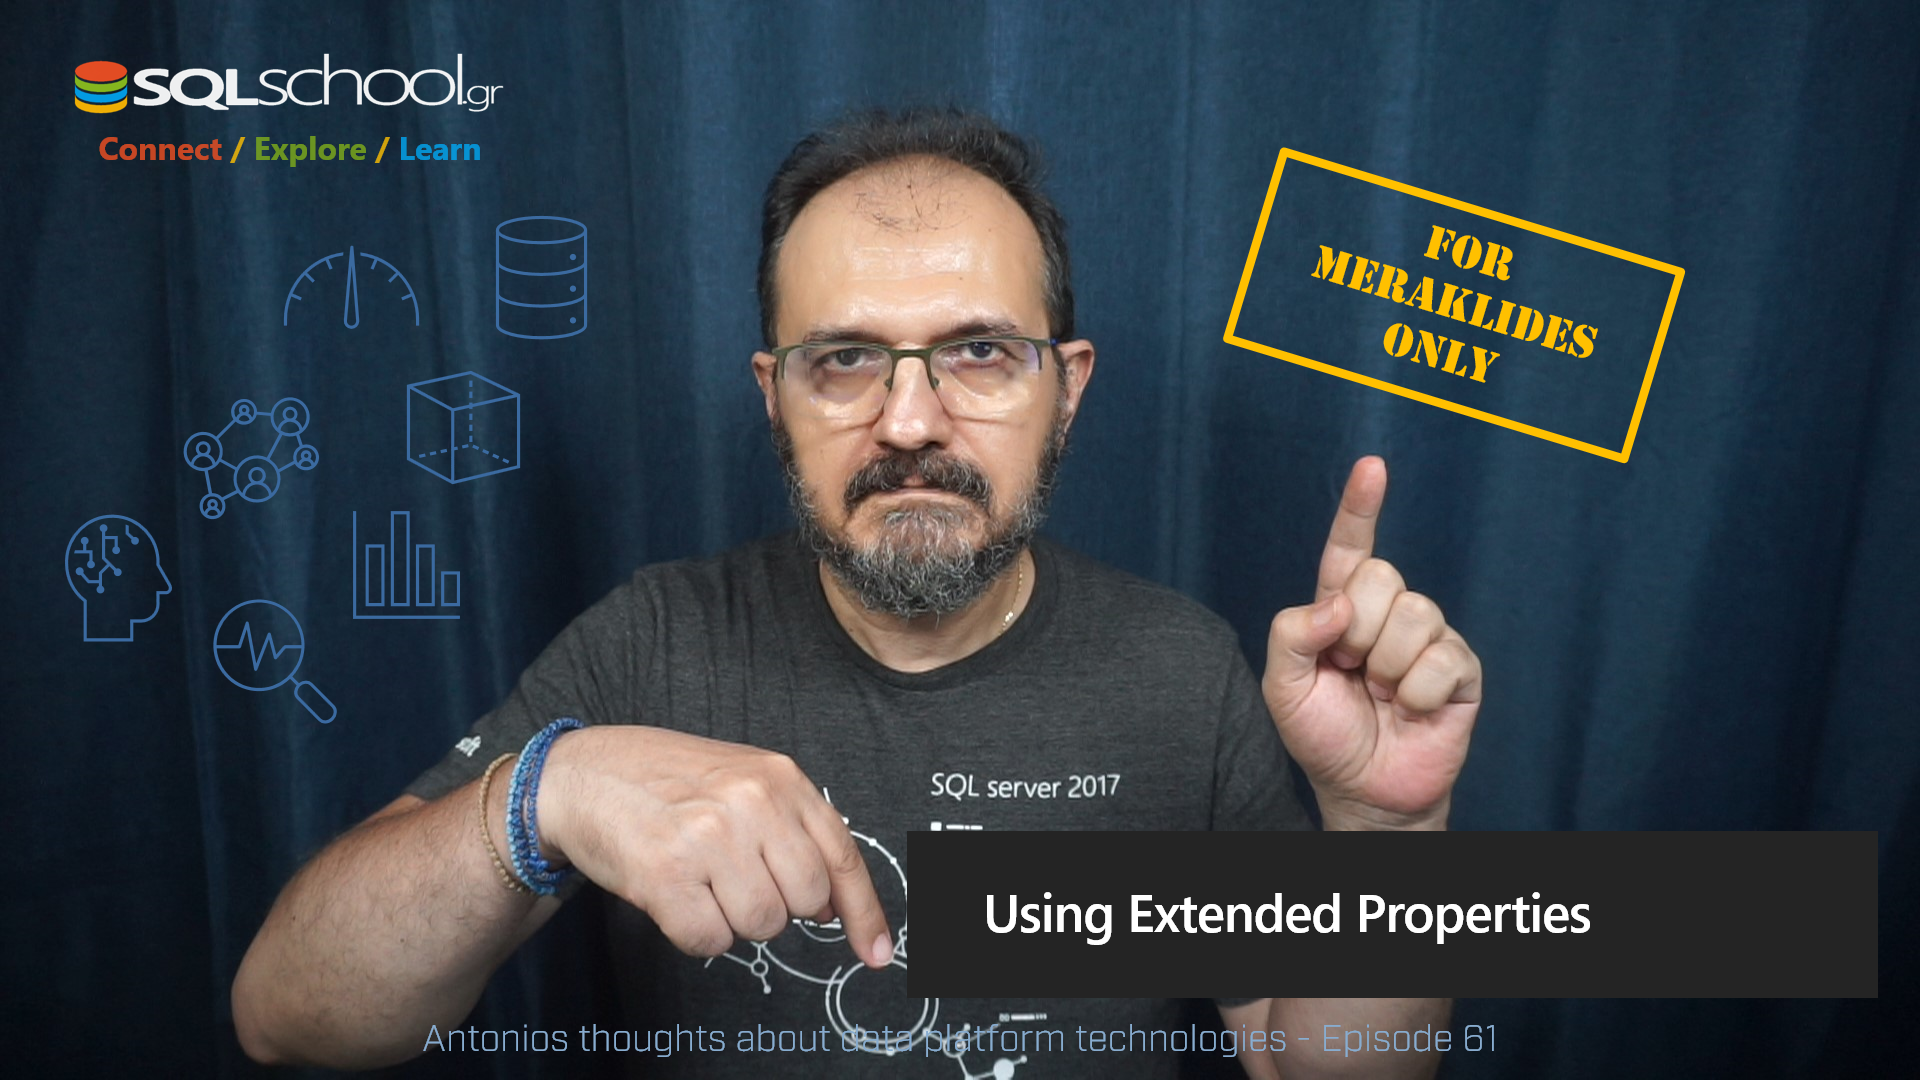 SQLschool.gr
Connect / Explore / Learn
FOR
MERAKLIDES
ONLY
SQL server 2017
Using Extended Properties
Antonios thoughts about data platform technologies - Episode 61